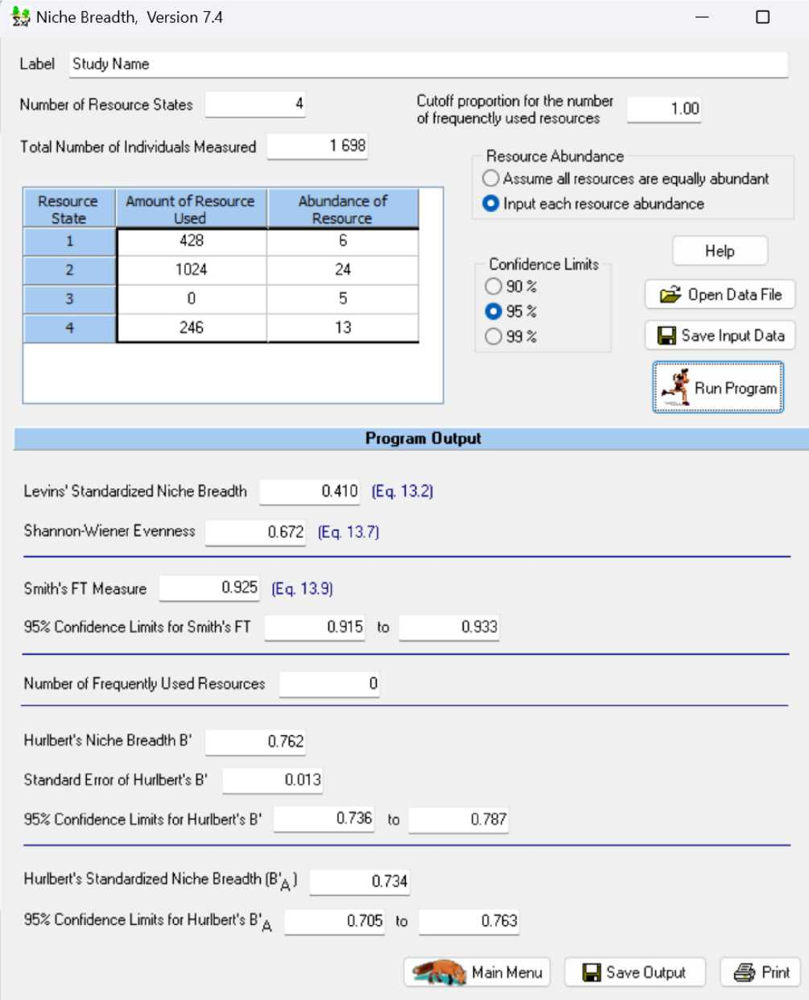 Niche Breadth, Version 7.4
Label Study Name
Number of Resource States 4
Cutoff proportion for the number
of frequenctly used resources 1.00
Total Number of Individuals Measured 1 698
Resource Abundance
Assume all resources are equally abundant
Input each resource abundance
Resource State Amount of Resource Used Abundance of Resource
1 428 6
2 1024 24
3 0 5
4 246 13
Confidence Limits
90 %
95 %
99 %
Help
Open Data File
Save Input Data
Run Program
Program Output
Levins' Standardized Niche Breadth 0.410 (Eq. 13.2)
Shannon-Wiener Evenness 0.672 (Eq. 13.7)
Smith's FT Measure 0.925 (Eq. 13.9)
95% Confidence Limits for Smith's FT 0.915 to 0.933
Number of Frequently Used Resources 0
Hurlbert's Niche Breadth B' 0.762
Standard Error of Hurlbert's B' 0.013
95% Confidence Limits for Hurlbert's B' 0.736 to 0.787
Hurlbert's Standardized Niche Breadth (B'A) 0.734
95% Confidence Limits for Hurlbert's B'A 0.705 to 0.763
Main Menu Save Output Print